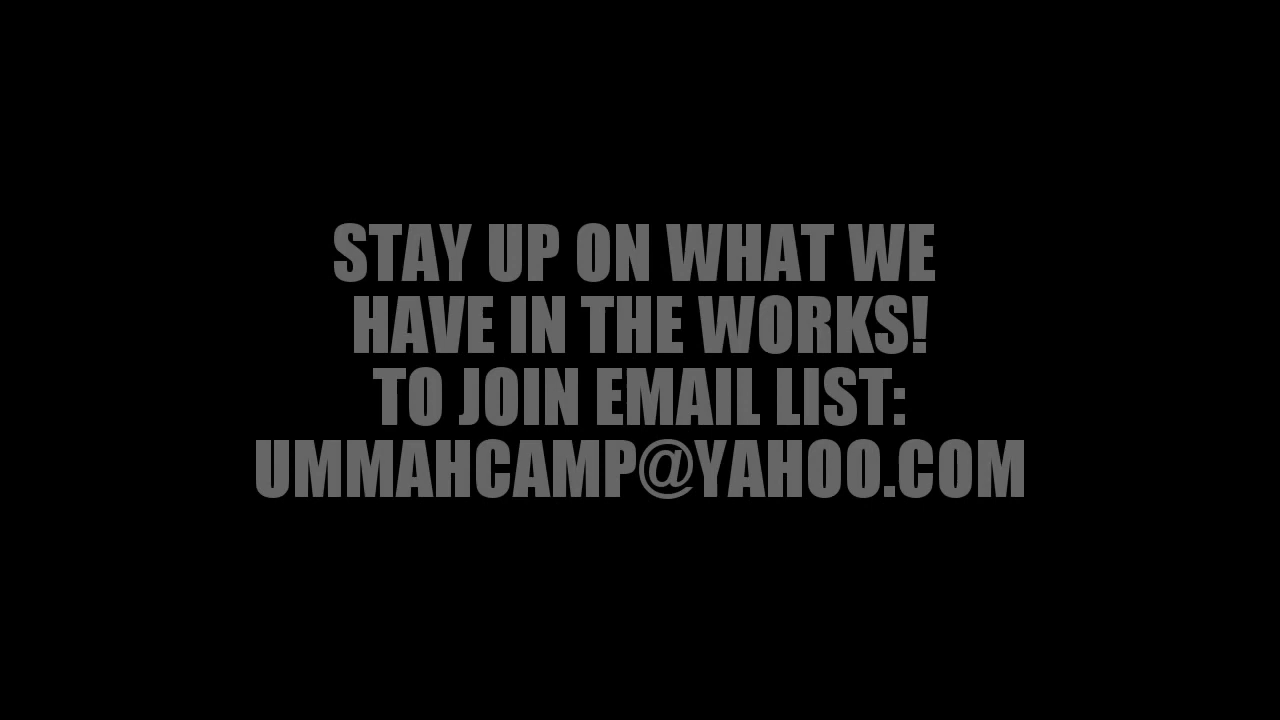 STAY UP ON WHAT WE
HAVE IN THE WORKS!
TO JOIN EMAIL LIST:
UMMAHCAMP@YAHOO.COM